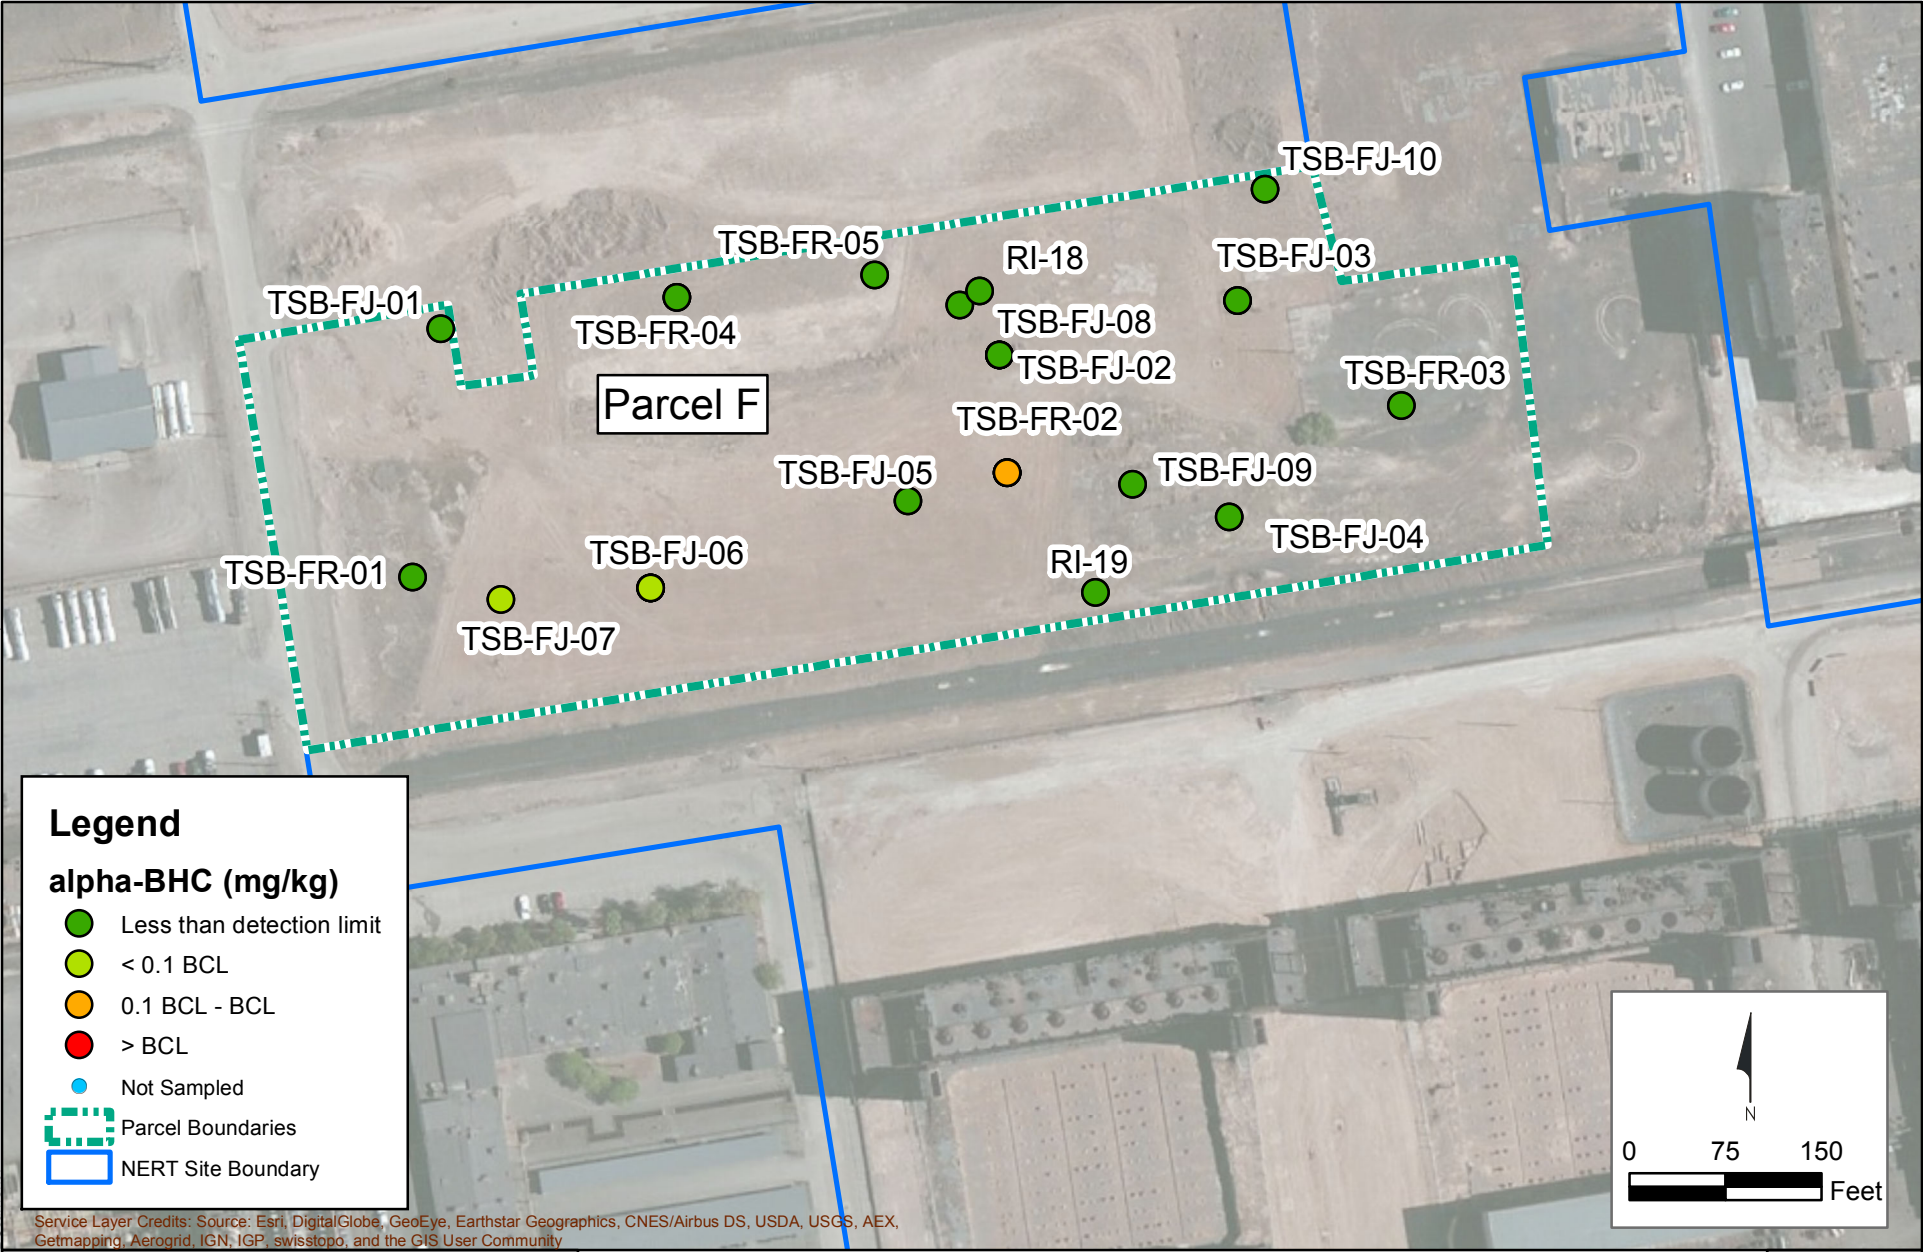 TSB-FJ-10
TSB-FR-05
RI-18
TSB-FJ-03
TSB-FJ-01
TSB-FR-04
TSB-FJ-08
TSB-FJ-02
TSB-FR-03
Parcel F
TSB-FR-02
TSB-FJ-05
TSB-FJ-09
TSB-FJ-04
TSB-FJ-06
RI-19
TSB-FR-01
TSB-FJ-07
Legend
alpha-BHC (mg/kg)
Less than detection limit
< 0.1 BCL
0.1 BCL - BCL
> BCL
Not Sampled
Parcel Boundaries
NERT Site Boundary
N
0 75 150
Feet
Service Layer Credits: Source: Esri, DigitalGlobe, GeoEye, Earthstar Geographics, CNES/Airbus DS, USDA, USGS, AEX,
Getmapping, Aerogrid, IGN, IGP, swisstopo, and the GIS User Community